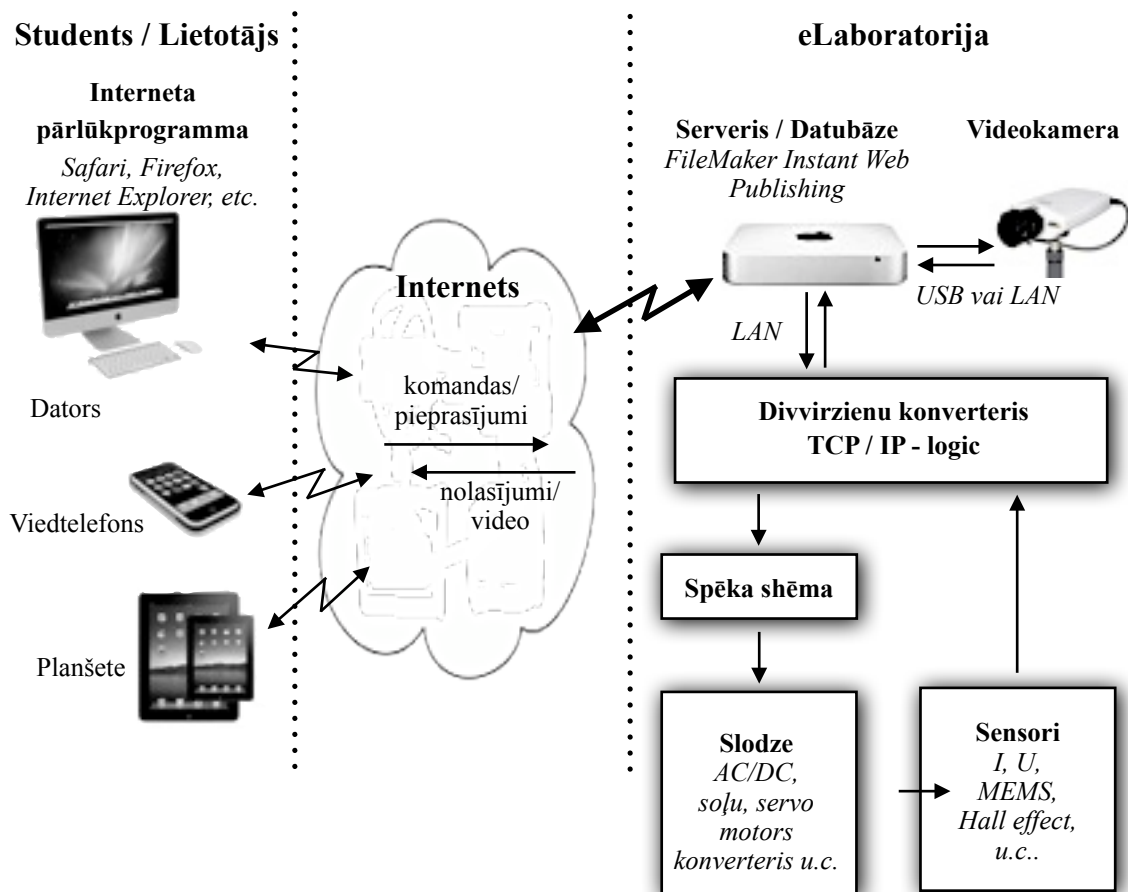 Students / Lietotājs
Interneta
pārlūkprogramma
Safari, Firefox,
Internet Explorer, etc.
Dators
Viedtelefons
Planšete
Internets
komandas/
pieprasījumi
nolasījumi/
video
eLaboratorija
Serveris / Datubāze
FileMaker Instant Web
Publishing
Videokamera
USB vai LAN
LAN
Divvirzienu konverteris
TCP / IP - logic
Spēka shēma
Slodze
AC/DC,
soļu, servo
motors
konverteris u.c.
Sensori
I, U,
MEMS,
Hall effect,
u.c..